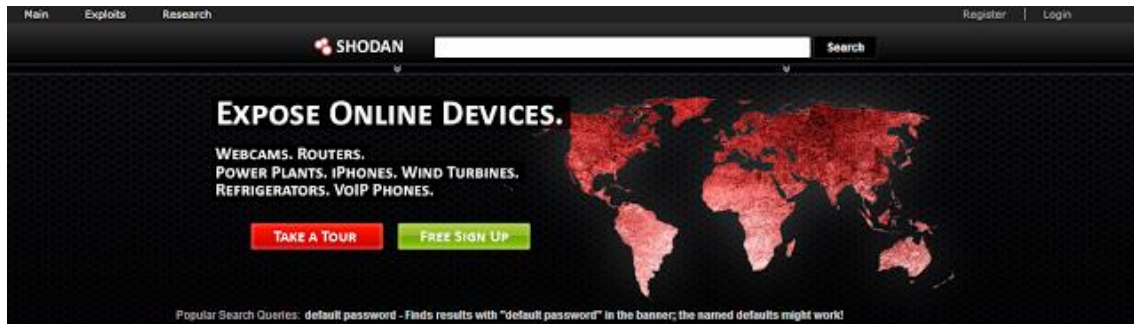 Main Exploits Research Register | Login
SHODAN Search
EXPOSE ONLINE DEVICES.
WEBCAMS. ROUTERS.
POWER PLANTS. IPHONES. WIND TURBINES.
REFRIGERATORS. VOIP PHONES.
TAKE A TOUR FREE SIGN UP
Popular Search Queries: default password - Finds results with "default password" in the banner; the named defaults might work!